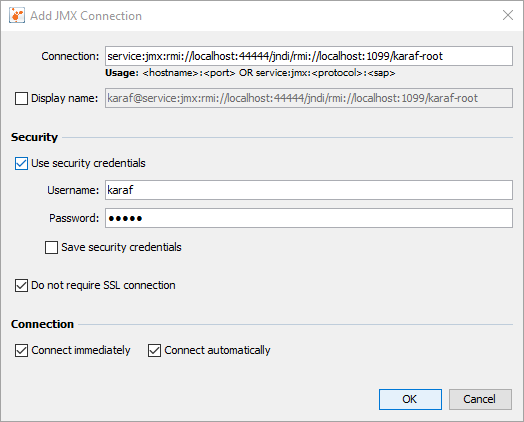 Add JMX Connection
Connection: service:jmx:rmi://localhost:44444/jndi/rmi://localhost:1099/karaf-root
Usage: <hostname>:<port> OR service:jmx:<protocol>:<sap>
Display name: karaf@service:jmx:rmi://localhost:44444/jndi/rmi://localhost:1099/karaf-root
Security
Use security credentials
Username: karaf
Password: •••••
Save security credentials
Do not require SSL connection
Connection
Connect immediately Connect automatically
OK Cancel